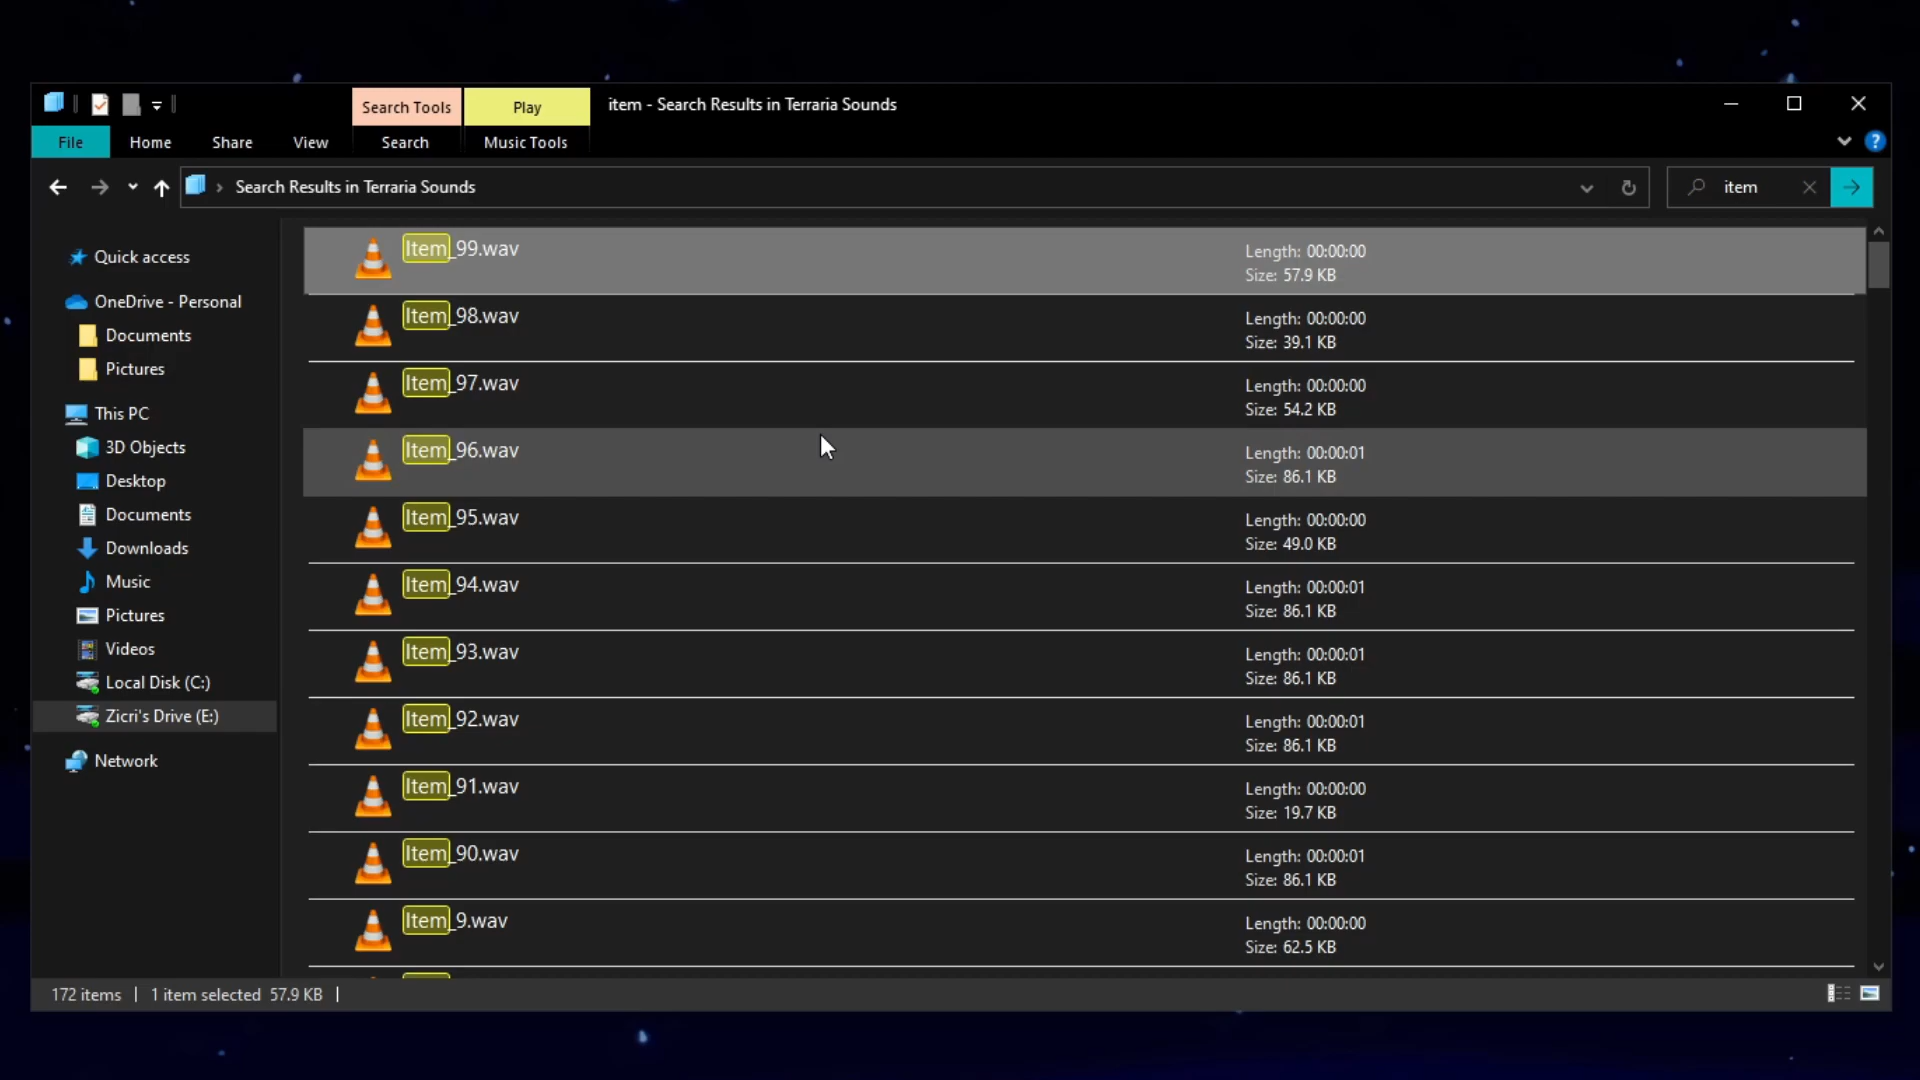 Search Tools
Play
item - Search Results in Terraria Sounds
File
Home
Share
View
Search
Music Tools
?
Search Results in Terraria Sounds
item
Quick access
OneDrive - Personal
Documents
Pictures
This PC
3D Objects
Desktop
Documents
Downloads
Music
Pictures
Videos
Local Disk (C:)
Zicri's Drive (E:)
Network
Item_99.wav
Length: 00:00:00
Size: 57.9 KB
Item_98.wav
Length: 00:00:00
Size: 39.1 KB
Item_97.wav
Length: 00:00:00
Size: 54.2 KB
Item_96.wav
Length: 00:00:01
Size: 86.1 KB
Item_95.wav
Length: 00:00:00
Size: 49.0 KB
Item_94.wav
Length: 00:00:01
Size: 86.1 KB
Item_93.wav
Length: 00:00:01
Size: 86.1 KB
Item_92.wav
Length: 00:00:01
Size: 86.1 KB
Item_91.wav
Length: 00:00:00
Size: 19.7 KB
Item_90.wav
Length: 00:00:01
Size: 86.1 KB
Item_9.wav
Length: 00:00:00
Size: 62.5 KB
172 items
1 item selected 57.9 KB